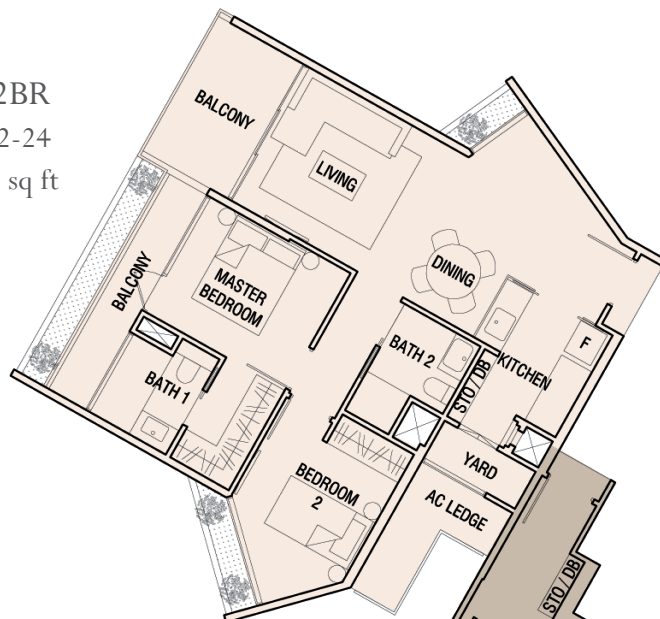 2BR
2-24
sq ft
BALCONY
LIVING
BALCONY
MASTER
BEDROOM
DINING
BATH 1
BATH 2
STO / DB
KITCHEN
F
YARD
BEDROOM
2
AC LEDGE
STO / DB